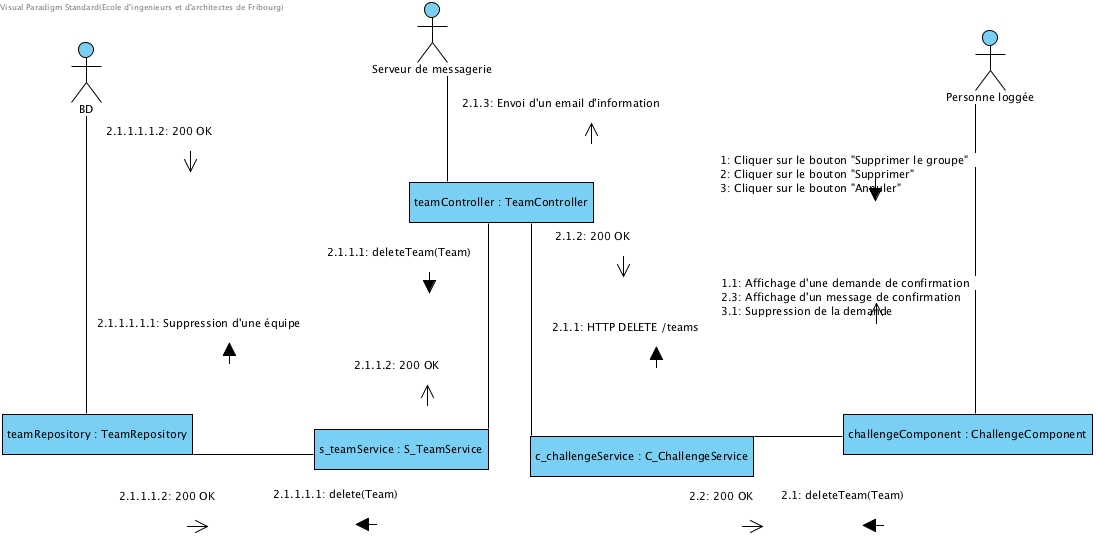 Visual Paradigm Standard(Ecole d'ingenieurs et d'architectes de Fribourg)
Serveur de messagerie
BD
Personne loggée
2.1.3: Envoi d'un email d'information
2.1.1.1.1.2: 200 OK
1: Cliquer sur le bouton "Supprimer le groupe"
2: Cliquer sur le bouton "Supprimer"
3: Cliquer sur le bouton "Annuler"
teamController : TeamController
2.1.2: 200 OK
2.1.1.1: deleteTeam(Team)
1.1: Affichage d'une demande de confirmation
2.3: Affichage d'un message de confirmation
3.1: Suppression de la demande
2.1.1.1.1.1: Suppression d'une équipe
2.1.1: HTTP DELETE /teams
2.1.1.2: 200 OK
teamRepository : TeamRepository
s_teamService : S_TeamService
c_challengeService : C_ChallengeService
challengeComponent : ChallengeComponent
2.1.1.1.2: 200 OK
2.1.1.1.1: delete(Team)
2.2: 200 OK
2.1: deleteTeam(Team)